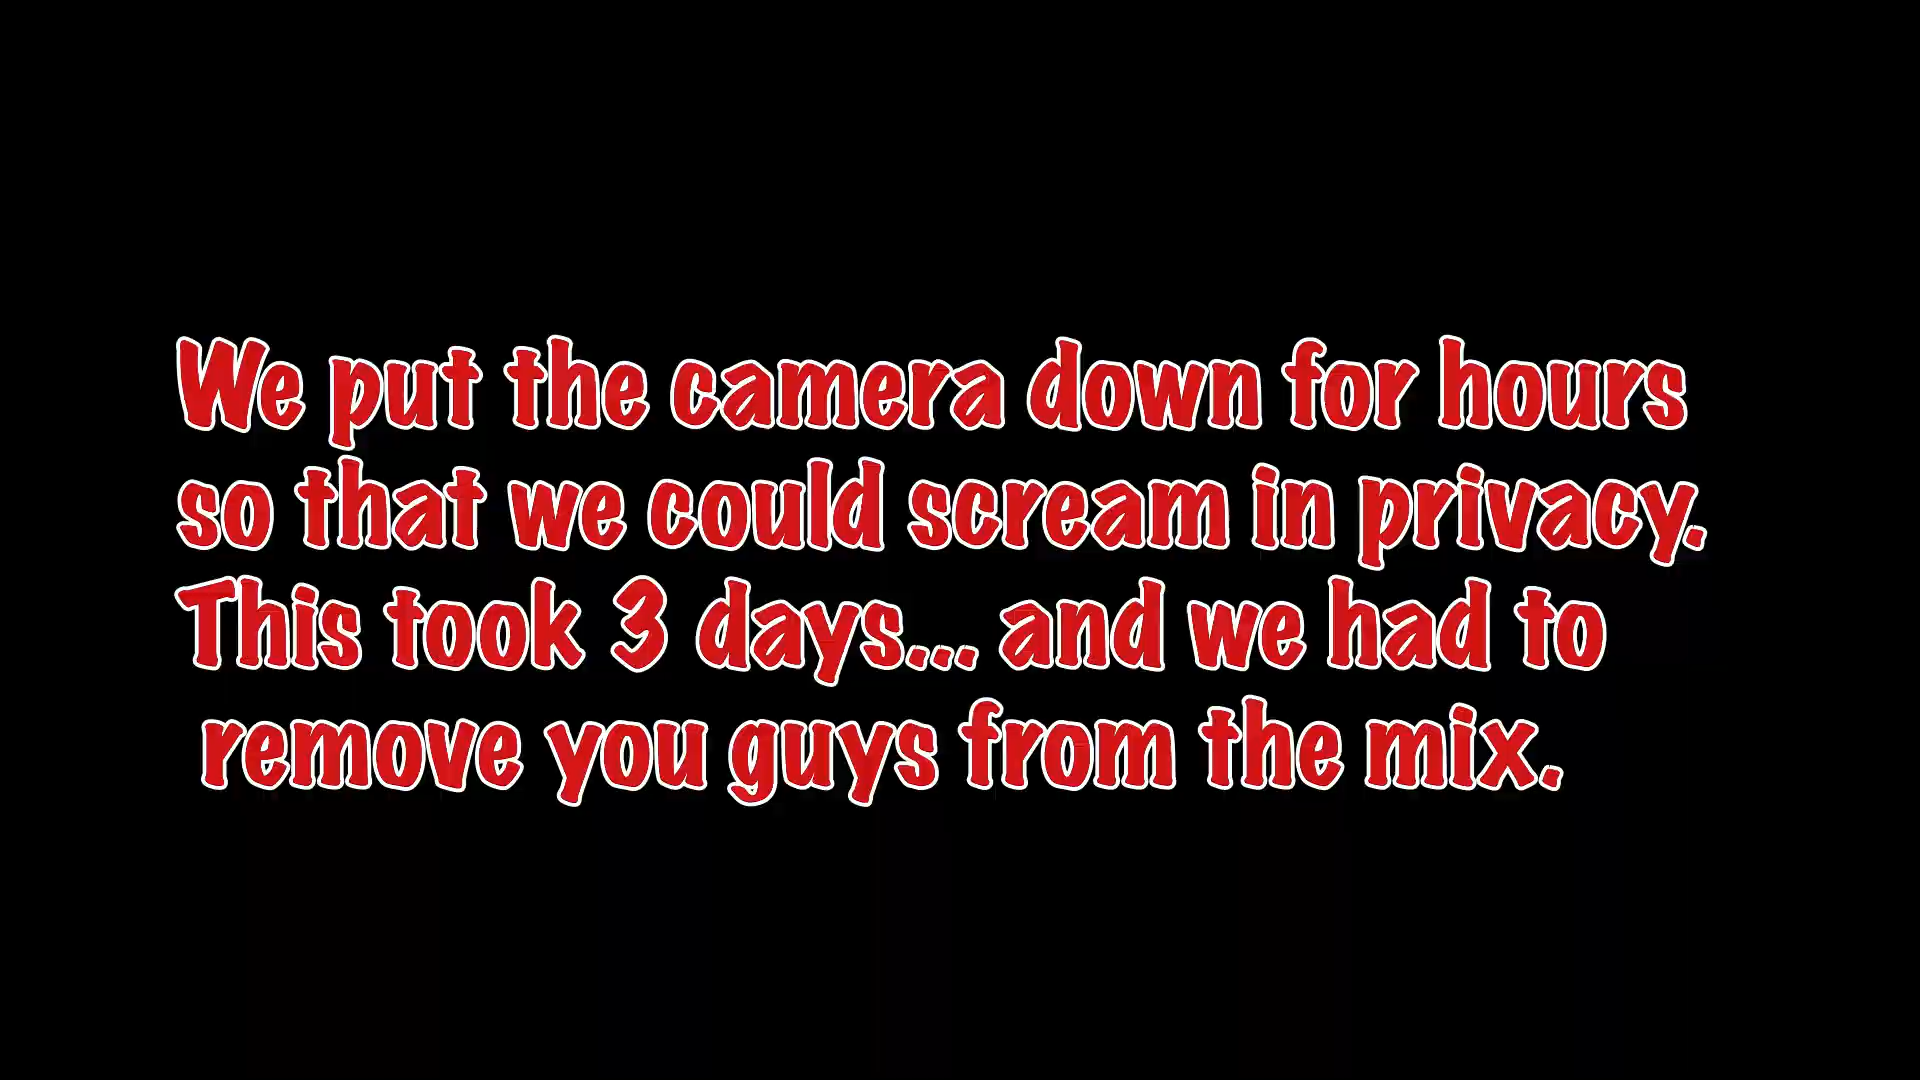 We put the camera down for hours
so that we could scream in privacy.
This took 3 days... and we had to
remove you guys from the mix.